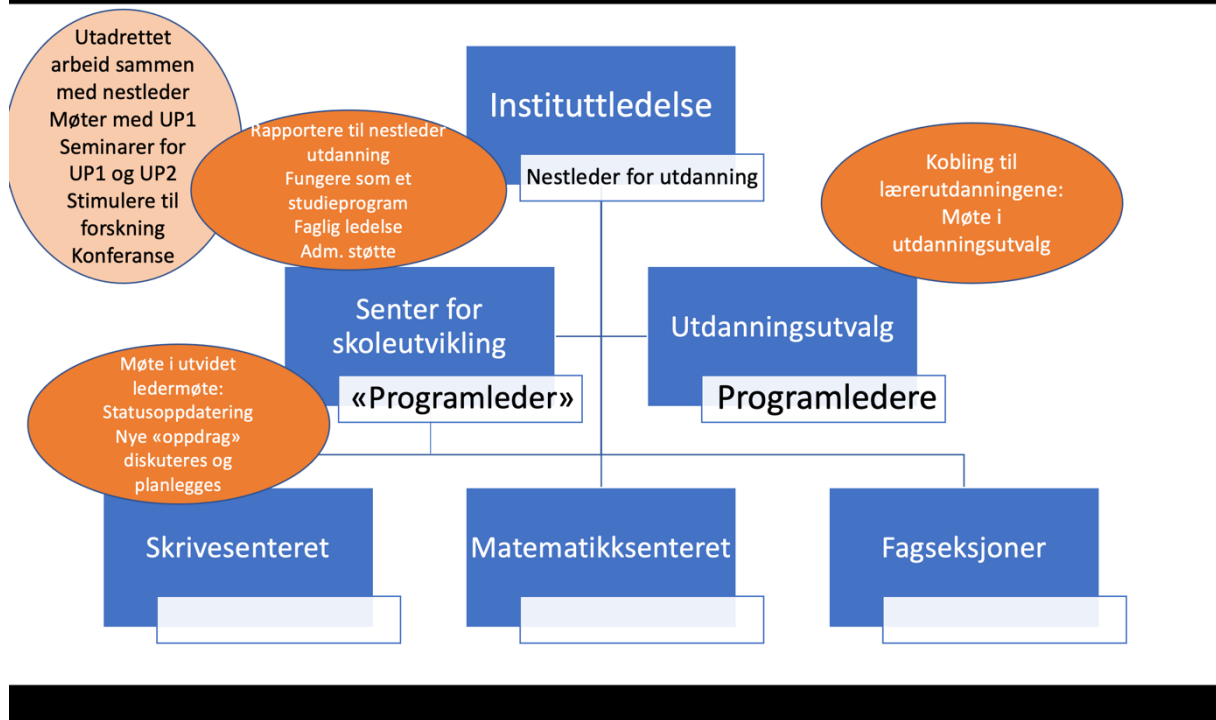 Utadrettet
arbeid sammen
med nestleder
Møter med UP1
Seminarer for
UP1 og UP2
Stimulere til
forskning
Konferanse
Rapportere til nestleder
utdanning
Fungere som et
studieprogram
Faglig ledelse
Adm. støtte
Instituttledelse
Nestleder for utdanning
Kobling til
lærerutdanningene:
Møte i
utdanningsutvalg
Senter for
skoleutvikling
«Programleder»
Utdanningsutvalg
Programledere
Møte i utvidet
ledermøte:
Statusoppdatering
Nye «oppdrag»
diskuteres og
planlegges
Skrivesenteret
Matematikksenteret
Fagseksjoner